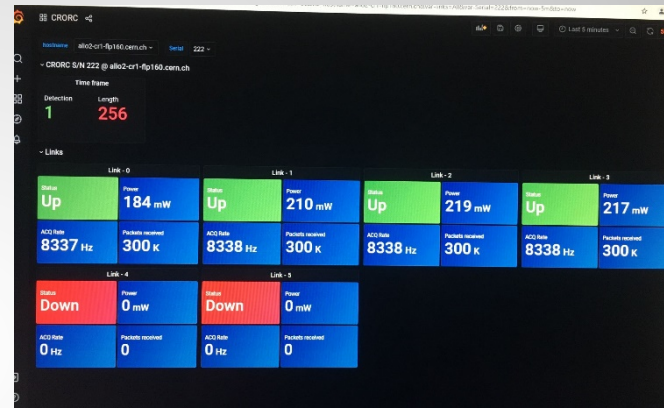 CRORC
Last 5 minutes
hostname alio2-cr1-flp160.cern.ch Serial 222
CRORC S/N 222 @ alio2-cr1-flp160.cern.ch
Time frame
Detection Length
1 256
Links
Link - 0 Link - 1 Link - 2 Link - 3
Status Power Status Power Status Power Status Power
Up 184 mW Up 210 mW Up 219 mW Up 217 mW
ACQ Rate Packets received ACQ Rate Packets received ACQ Rate Packets received ACQ Rate Packets received
8337 Hz 300 K 8338 Hz 300 K 8338 Hz 300 K 8338 Hz 300 K
Link - 4 Link - 5
Status Power Status Power
Down 0 mW Down 0 mW
ACQ Rate Packets received ACQ Rate Packets received
0 Hz 0 0 Hz 0